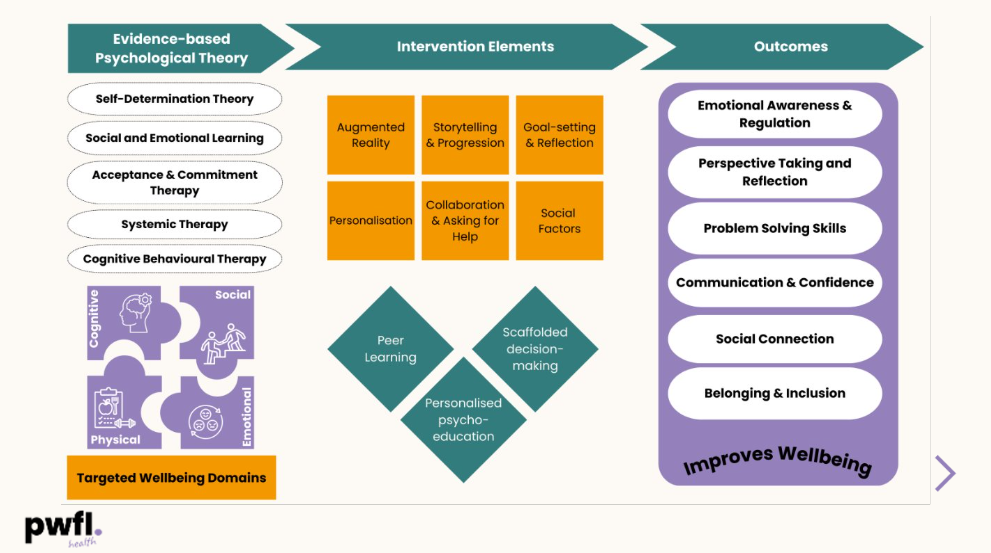 Evidence-based
Psychological Theory
Intervention Elements
Outcomes
Self-Determination Theory
Social and Emotional Learning
Acceptance & Commitment
Therapy
Systemic Therapy
Cognitive Behavioural Therapy
Cognitive
Social
Physical
Emotional
Targeted Wellbeing Domains
Augmented
Reality
Storytelling
& Progression
Goal-setting
& Reflection
Personalisation
Collaboration
& Asking for
Help
Social
Factors
Peer
Learning
Scaffolded
decision-
making
Personalised
psycho-
education
Emotional Awareness &
Regulation
Perspective Taking and
Reflection
Problem Solving Skills
Communication & Confidence
Social Connection
Belonging & Inclusion
Improves Wellbeing
pwfl.
health